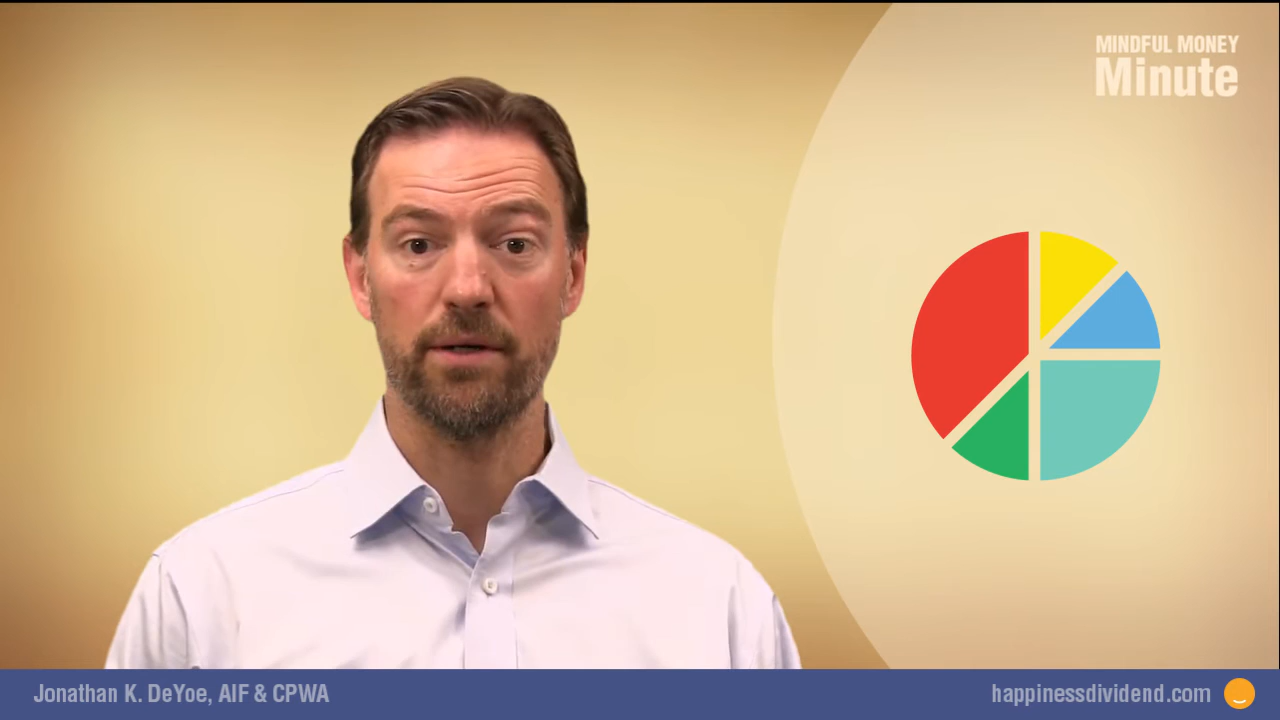 MINDFUL MONEY
Minute
Jonathan K. DeYoe, AIF & CPWA
happinessdividend.com